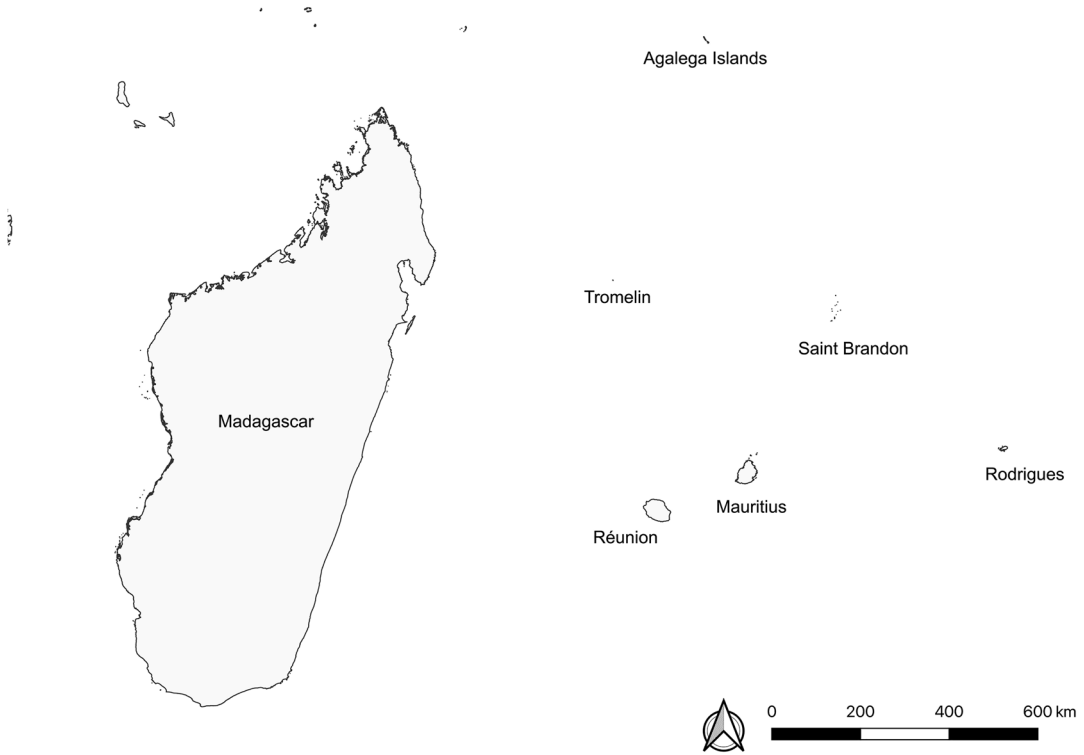 Agalega Islands
Tromelin
Saint Brandon
Madagascar
Rodrigues
Mauritius
Réunion
0 200 400 600 km